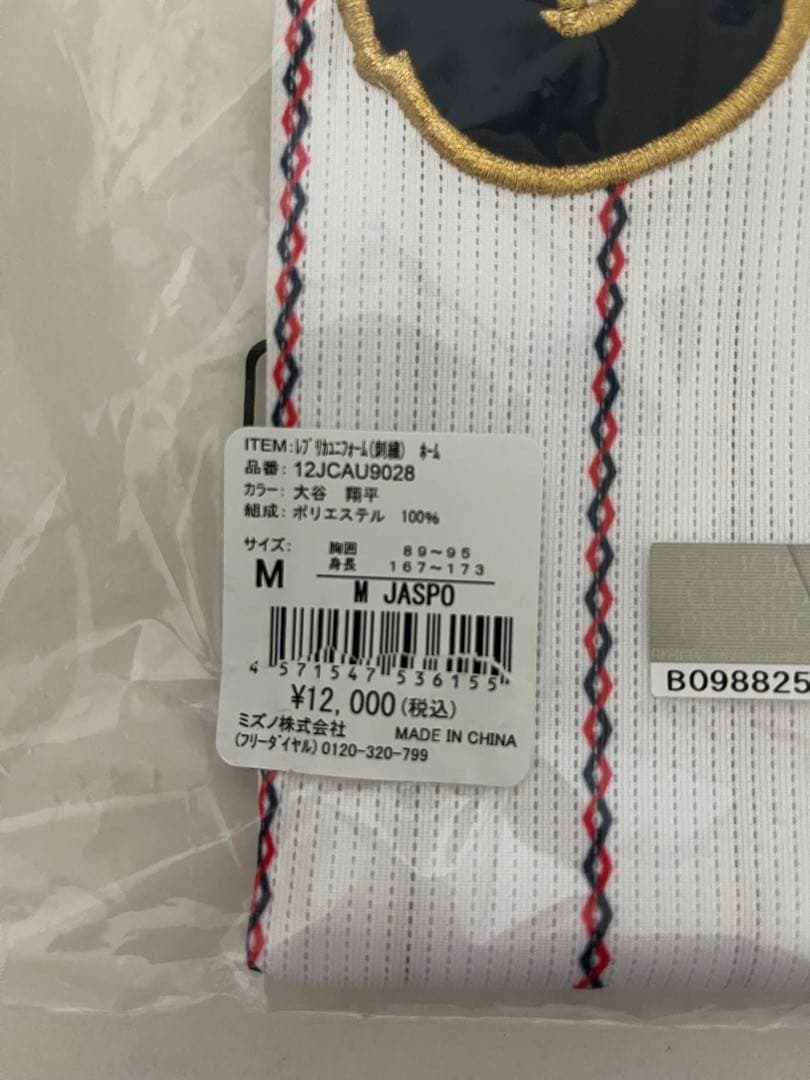 ITEM:ﾚﾌﾟﾘｶﾕﾆﾌｫｰﾑ(刺繍) ﾎｰﾑ
品番: 12JCAU9028
カラー: 大谷 翔平
組成: ポリエステル 100%
サイズ: 胸囲 89～95
M 身長 167～173
M JASPO
4 571547 536155
¥12,000(税込)
ミズノ株式会社 MADE IN CHINA
(フリーダイヤル)0120-320-799
B098825